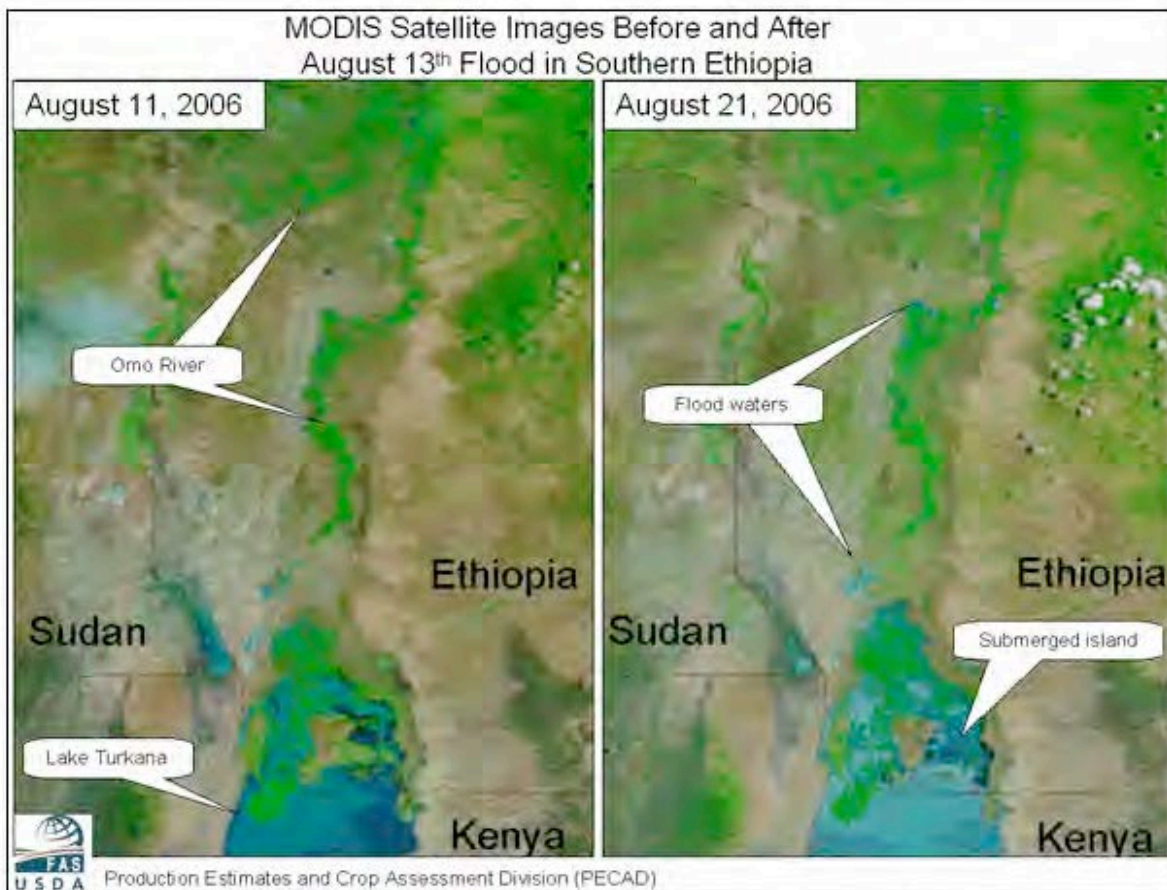 MODIS Satellite Images Before and After
August 13th Flood in Southern Ethiopia
August 11, 2006
Omo River
Ethiopia
Sudan
Lake Turkana
Kenya
August 21, 2006
Flood waters
Ethiopia
Sudan
Submerged island
Kenya
FAS
USDA
Production Estimates and Crop Assessment Division (PECAD)